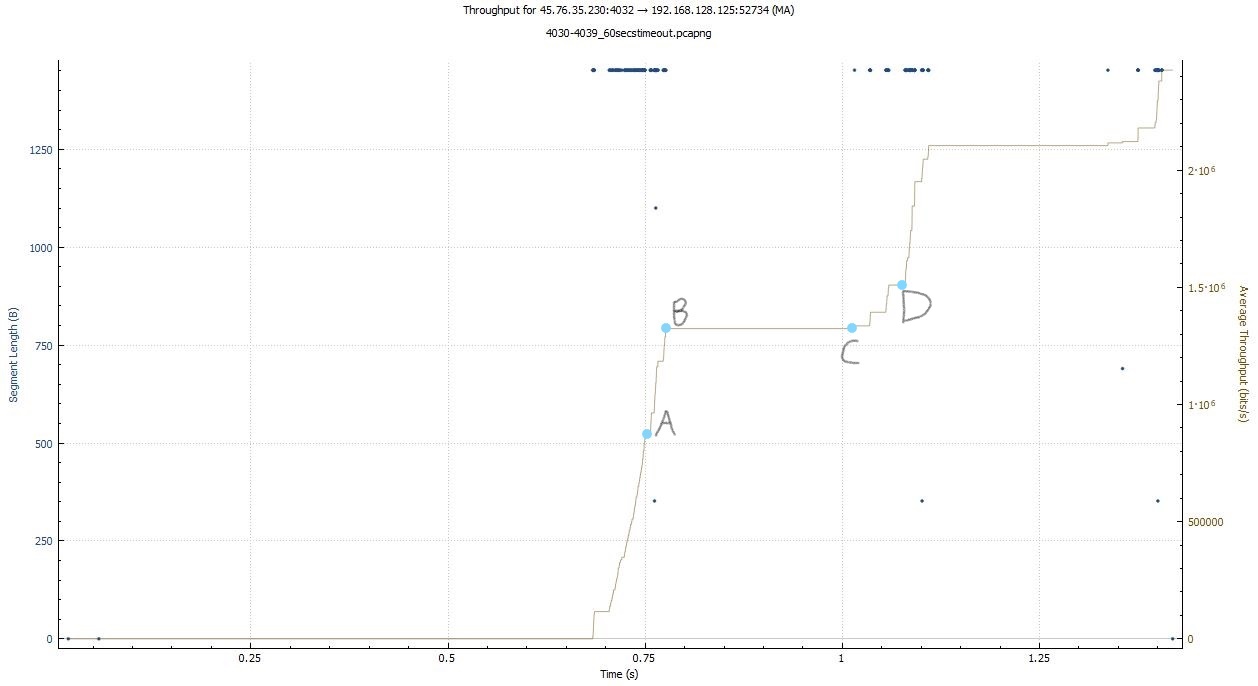 Throughput for 45.76.35.230:4032 → 192.168.128.125:52734 (MA)
4030-4039_60secstimeout.pcapng
1250
1000
750
500
250
0
Segment Length (B)
B
A
C
D
2·10⁶
1.5·10⁶
1·10⁶
500000
0
Average Throughput (bits/s)
0.25
0.5
0.75
1
1.25
Time (s)